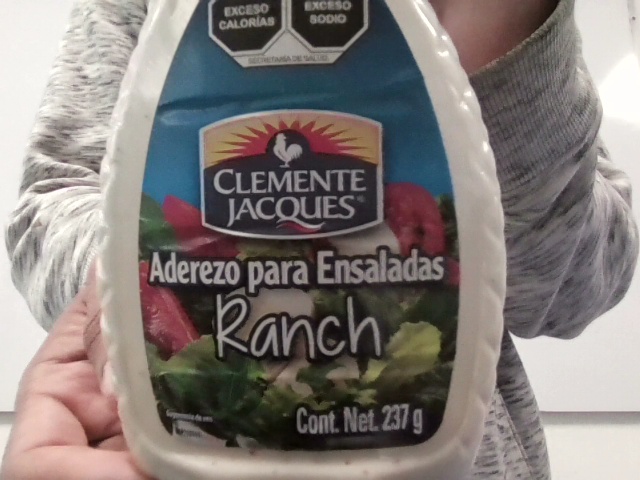 EXCESO
CALORÍAS
EXCESO
SODIO
SECRETARÍA DE SALUD
CLEMENTE
JACQUES®
Aderezo para Ensaladas
Ranch
Cont. Net. 237 g